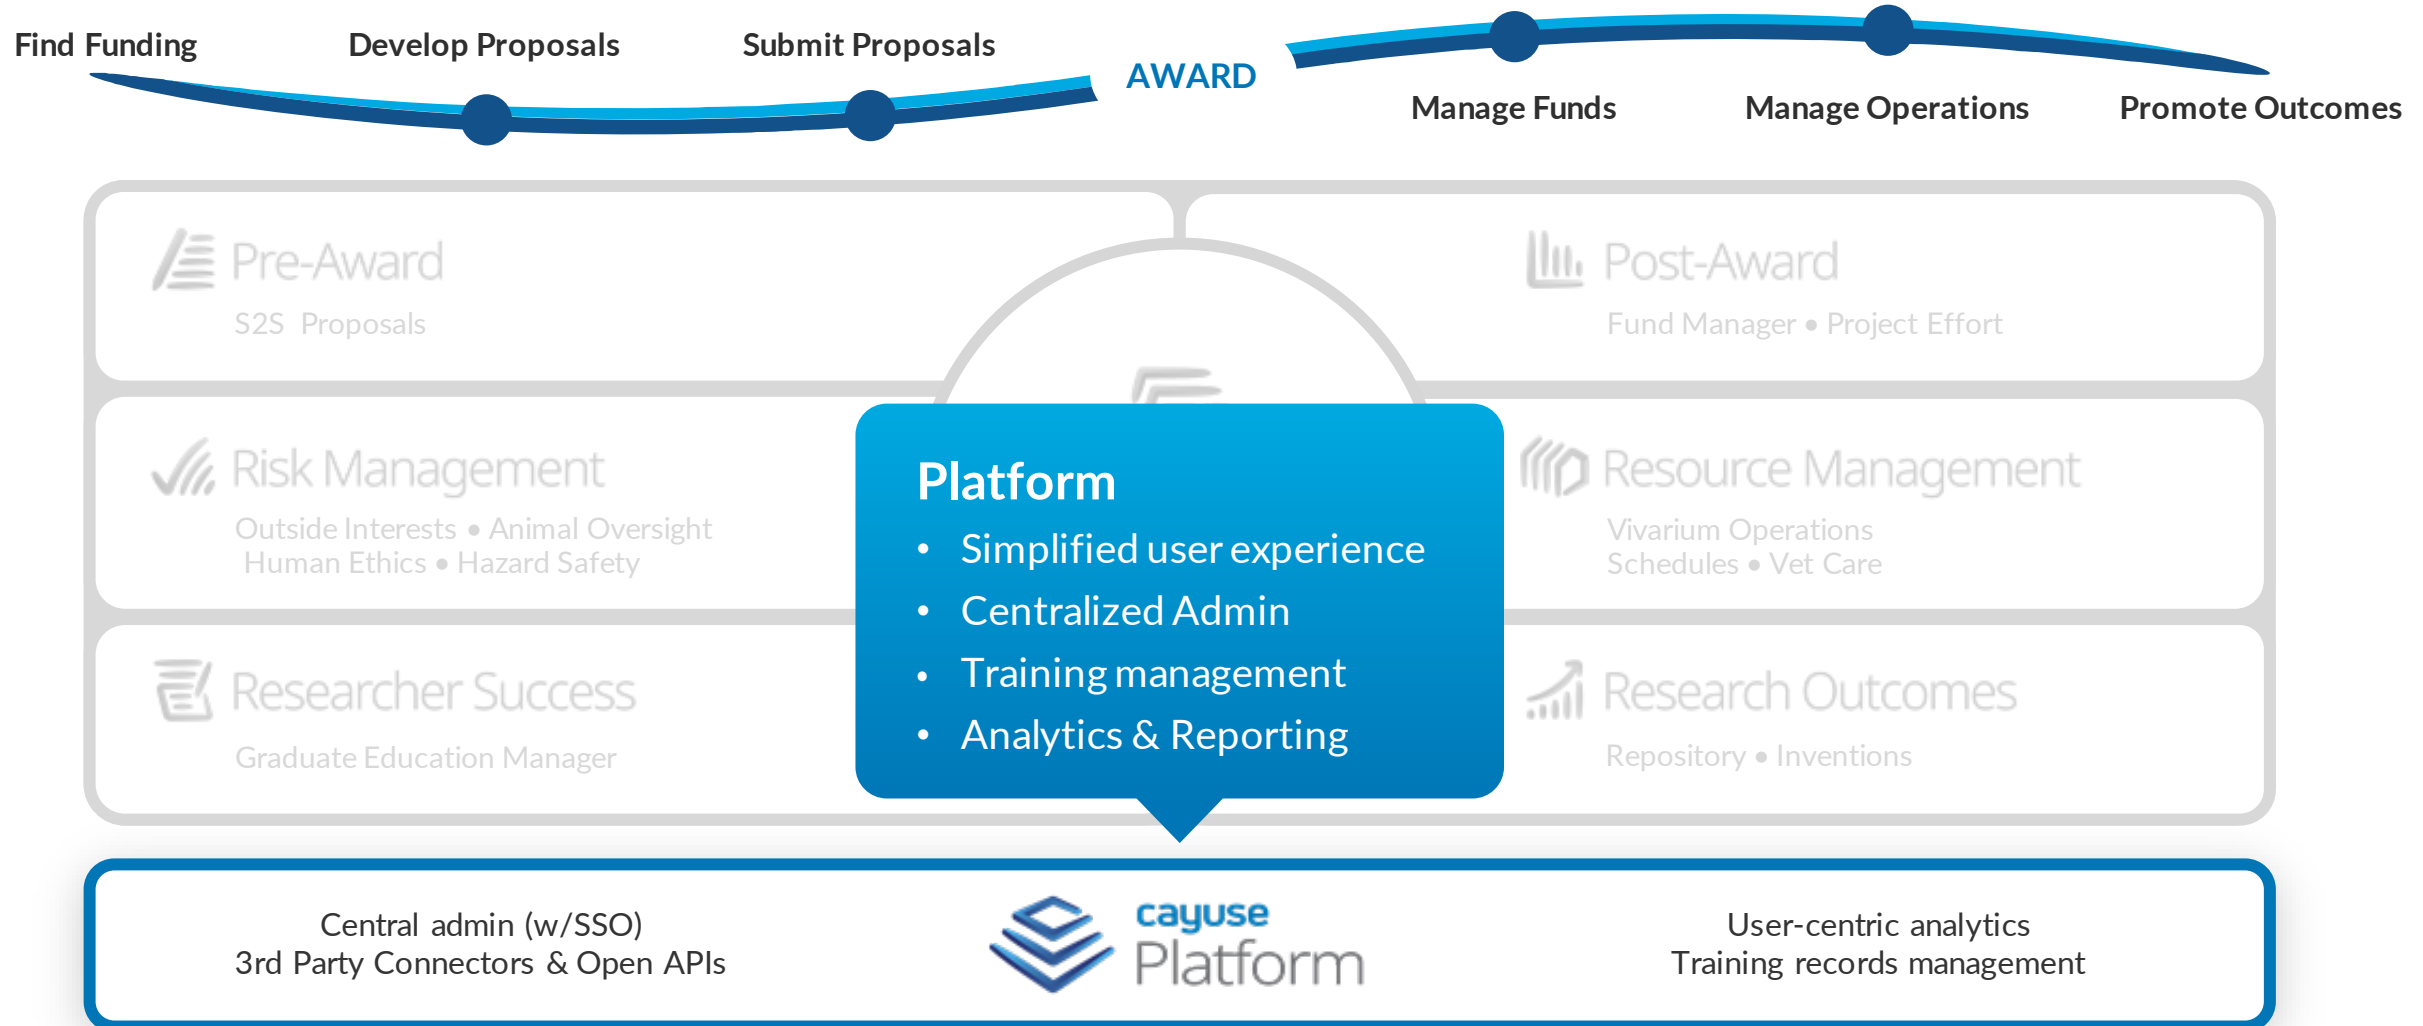 Find Funding
Develop Proposals
Submit Proposals
AWARD
Manage Funds
Manage Operations
Promote Outcomes
Pre-Award
S2S Proposals
Post-Award
Fund Manager • Project Effort
Risk Management
Outside Interests • Animal Oversight
Human Ethics • Hazard Safety
Resource Management
Vivarium Operations
Schedules • Vet Care
Researcher Success
Graduate Education Manager
Research Outcomes
Repository • Inventions
Platform
• Simplified user experience
• Centralized Admin
• Training management
• Analytics & Reporting
Central admin (w/SSO)
3rd Party Connectors & Open APIs
cayuse
Platform
User-centric analytics
Training records management